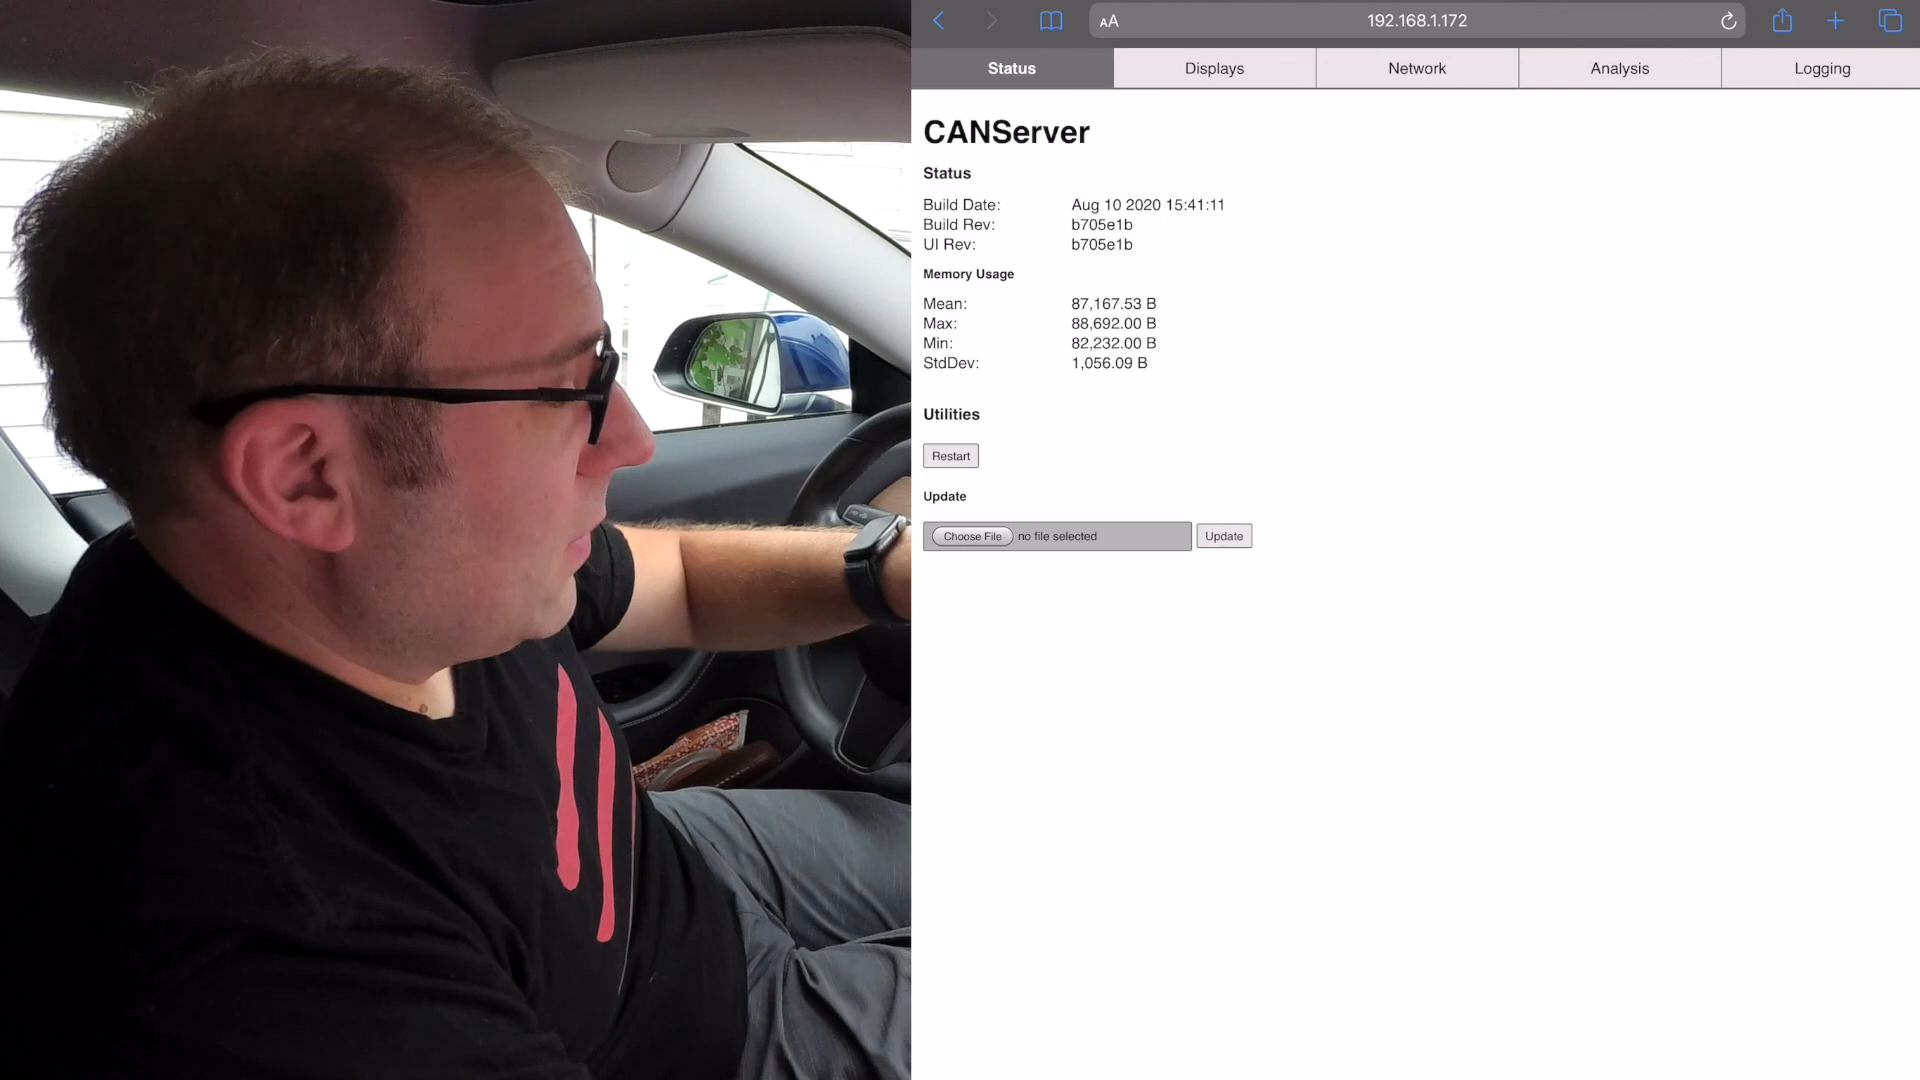 AA 192.168.1.172
Status Displays Network Analysis Logging
CANServer
Status
Build Date: Aug 10 2020 15:41:11
Build Rev: b705e1b
UI Rev: b705e1b
Memory Usage
Mean: 87,167.53 B
Max: 88,692.00 B
Min: 82,232.00 B
StdDev: 1,056.09 B
Utilities
Restart
Update
Choose File no file selected Update